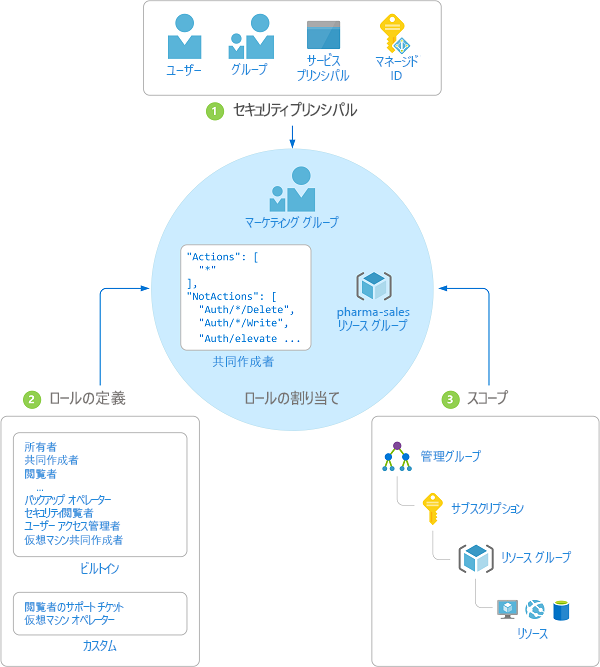 ユーザー
グループ
サービス
プリンシパル
マネージド
ID
1 セキュリティプリンシパル
マーケティング グループ
"Actions": [
"*"
],
"NotActions": [
"Auth/*/Delete",
"Auth/*/Write",
"Auth/elevate ...
共同作成者
pharma-sales
リソース グループ
ロールの割り当て
2 ロールの定義
所有者
共同作成者
閲覧者
...
バックアップ オペレーター
セキュリティ閲覧者
ユーザー アクセス管理者
仮想マシン共同作成者
ビルトイン
閲覧者のサポート チケット
仮想マシン オペレーター
カスタム
3 スコープ
管理グループ
サブスクリプション
リソース グループ
リソース